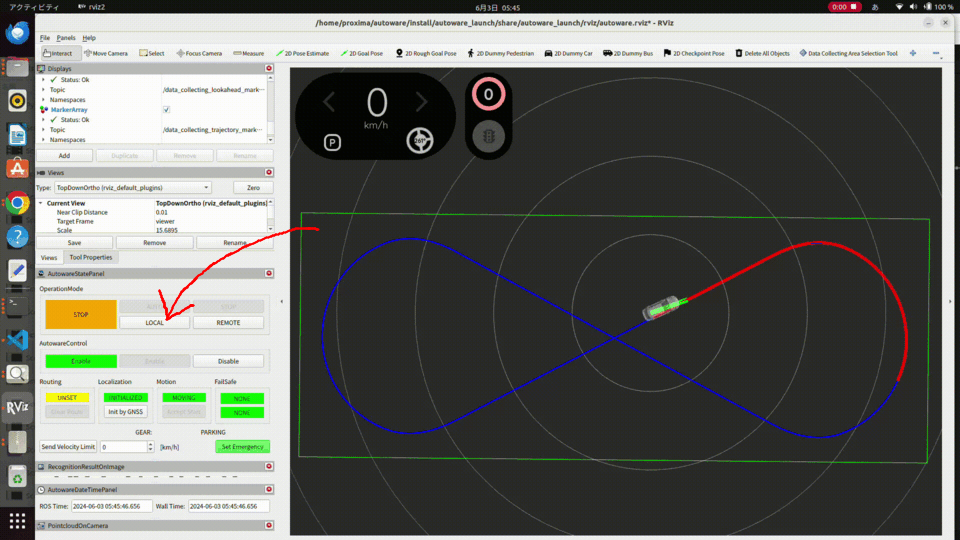 アクティビティ
rviz2
6月3日 05:45
0:00
あ
100 %
/home/proxima/autoware/install/autoware_launch/share/autoware_launch/rviz/autoware.rviz* - RViz
File Panels Help
Interact
Move Camera
Select
Focus Camera
Measure
2D Pose Estimate
2D Goal Pose
2D Rough Goal Pose
2D Dummy Pedestrian
2D Dummy Car
2D Dummy Bus
2D Checkpoint Pose
Delete All Objects
Data Collecting Area Selection Tool
Displays
Status: Ok
Topic /data_collecting_lookahead_mark···
Namespaces
MarkerArray
Status: Ok
Topic /data_collecting_trajectory_mark···
Namespaces
Add Duplicate Remove Rename
Views
Type: TopDownOrtho (rviz_default_plugins) Zero
Current View TopDownOrtho (rviz_default_plugins)
Near Clip Distance 0.01
Target Frame viewer
Scale 15.6895
Save Remove Rename
Views Tool Properties
AutowareStatePanel
OperationMode
STOP
LOCAL REMOTE
AutowareControl
Enable Enable Disable
Routing Localization Motion FailSafe
UNSET INITIALIZED MOVING NONE
Clear Route Init by GNSS Accept Start NONE
GEAR: PARKING
Send Velocity Limit 0 [km/h] Set Emergency
RecognitionResultOnImage
AutowareDateTimePanel
ROS Time: 2024-06-03 05:45:46.656 Wall Time: 2024-06-03 05:45:46.656
PointcloudOnCamera
0
km/h
P
0
RViz